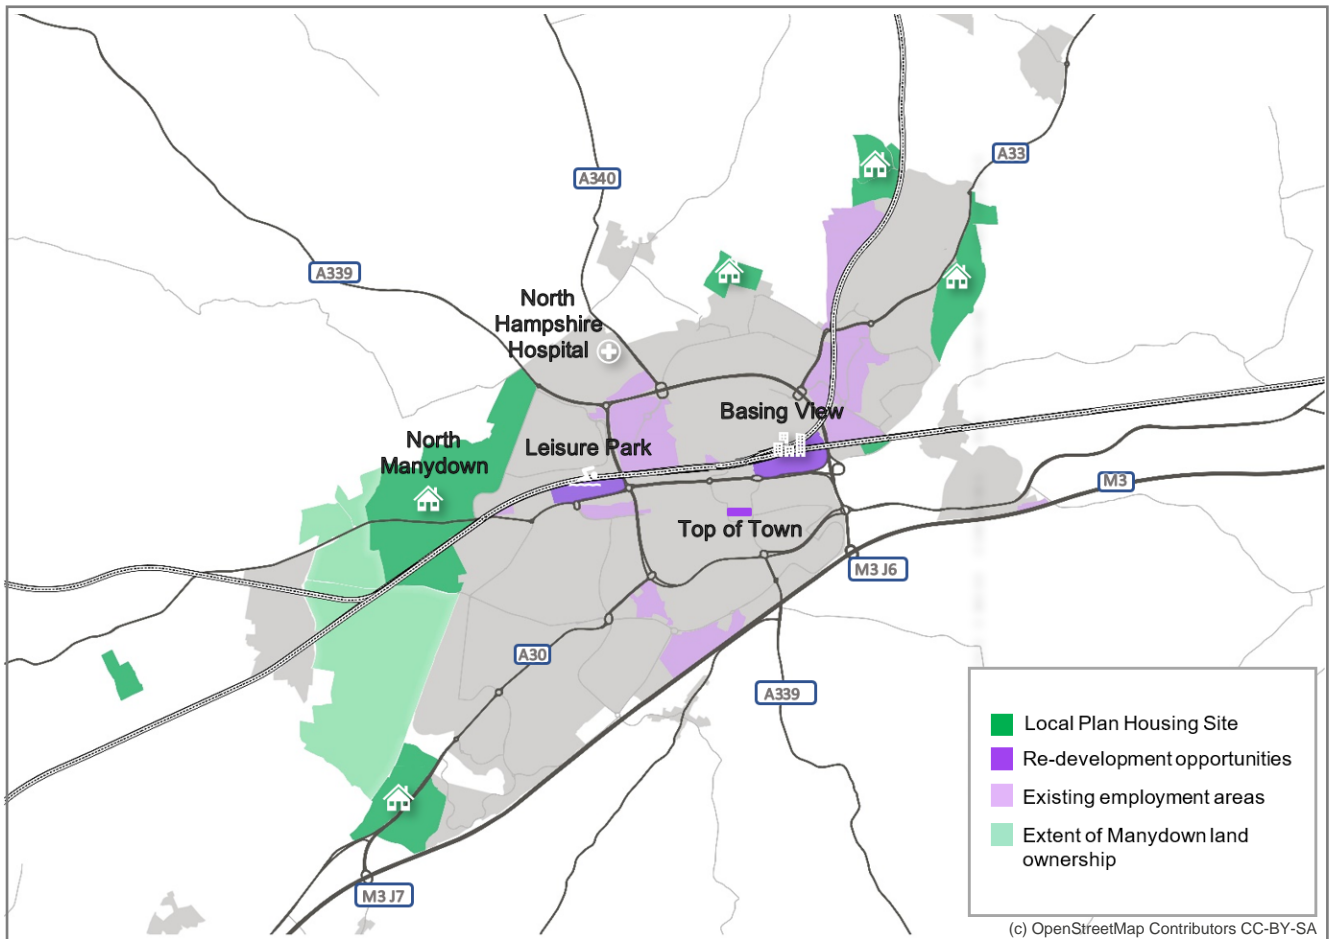 A33
A340
A339
North
Hampshire
Hospital
Basing View
North
Manydown
Leisure Park
M3
Top of Town
M3 J6
A30
A339
M3 J7
Local Plan Housing Site
Re-development opportunities
Existing employment areas
Extent of Manydown land
ownership
(c) OpenStreetMap Contributors CC-BY-SA